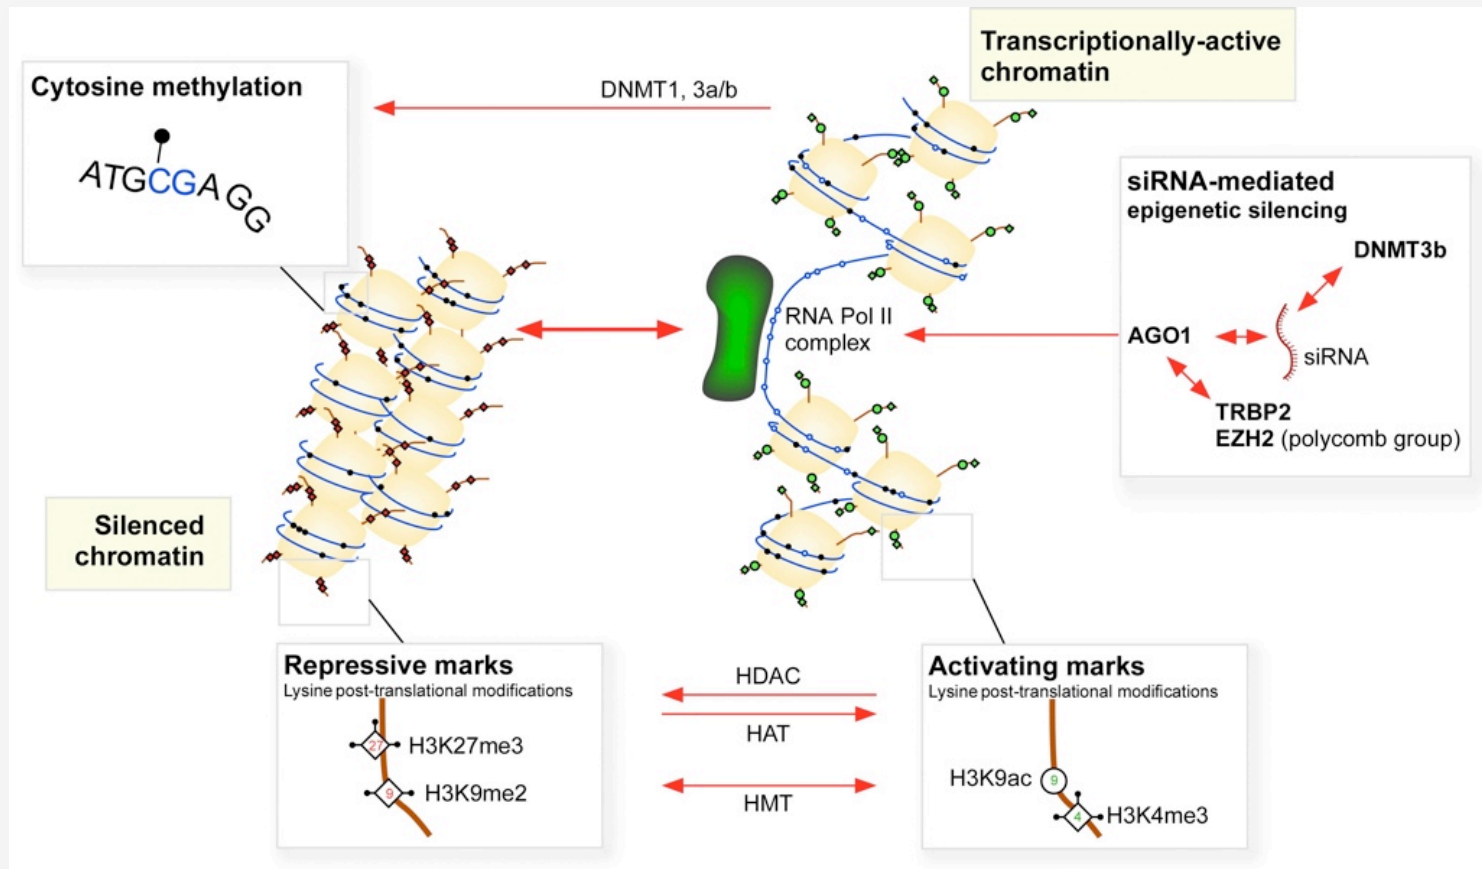 Transcriptionally-active
chromatin
Cytosine methylation
ATGCGAGG
DNMT1, 3a/b
siRNA-mediated
epigenetic silencing
DNMT3b
AGO1
siRNA
TRBP2
EZH2 (polycomb group)
RNA Pol II
complex
Silenced
chromatin
Repressive marks
Lysine post-translational modifications
27
H3K27me3
9
H3K9me2
HDAC
HAT
HMT
Activating marks
Lysine post-translational modifications
H3K9ac
9
4
H3K4me3